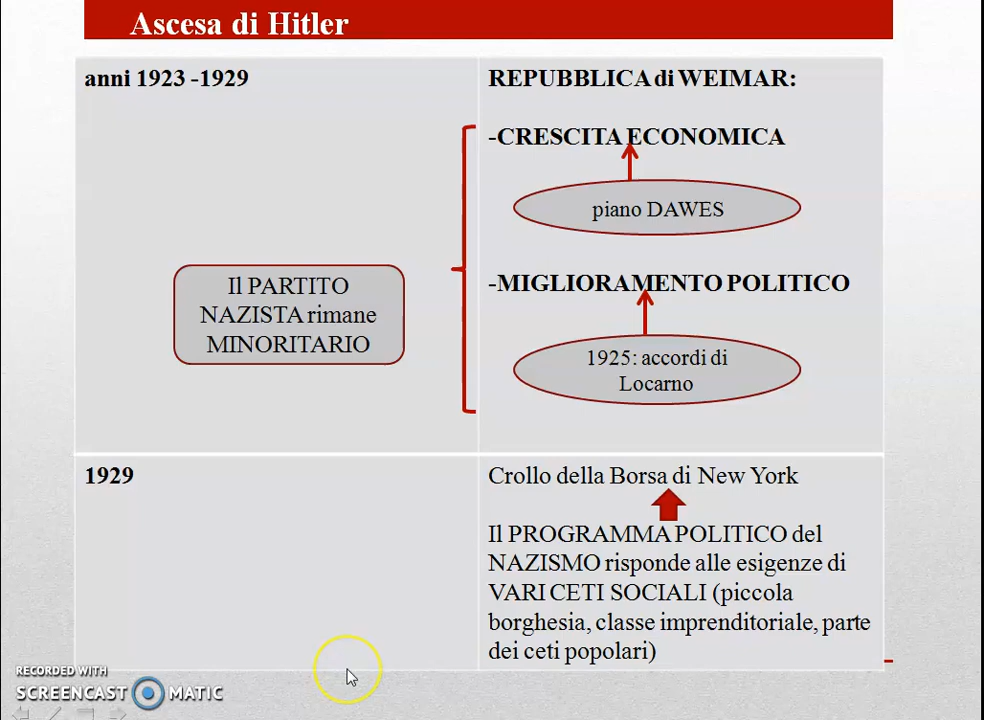 Ascesa di Hitler
anni 1923 -1929
REPUBBLICA di WEIMAR:
-CRESCITA ECONOMICA
piano DAWES
Il PARTITO
NAZISTA rimane
MINORITARIO
-MIGLIORAMENTO POLITICO
1925: accordi di
Locarno
1929
Crollo della Borsa di New York
Il PROGRAMMA POLITICO del
NAZISMO risponde alle esigenze di
VARI CETI SOCIALI (piccola
borghesia, classe imprenditoriale, parte
dei ceti popolari)
RECORDED WITH
SCREENCAST MATIC